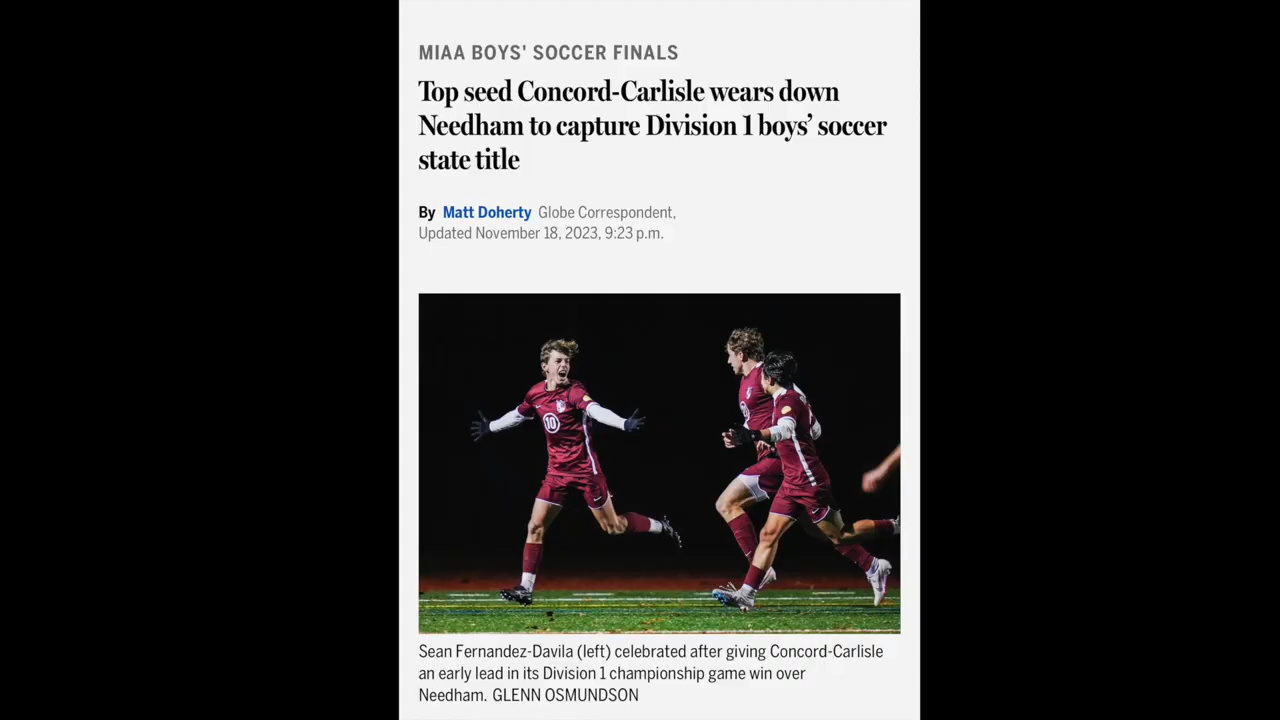 MIAA BOYS' SOCCER FINALS
Top seed Concord-Carlisle wears down
Needham to capture Division 1 boys’ soccer
state title
By Matt Doherty Globe Correspondent,
Updated November 18, 2023, 9:23 p.m.
10
Sean Fernandez-Davila (left) celebrated after giving Concord-Carlisle
an early lead in its Division 1 championship game win over
Needham. GLENN OSMUNDSON